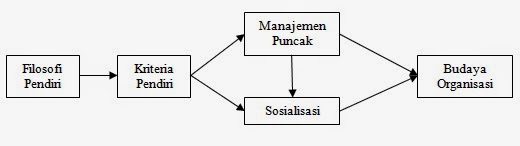 Filosofi
Pendiri
Kriteria
Pendiri
Manajemen
Puncak
Sosialisasi
Budaya
Organisasi